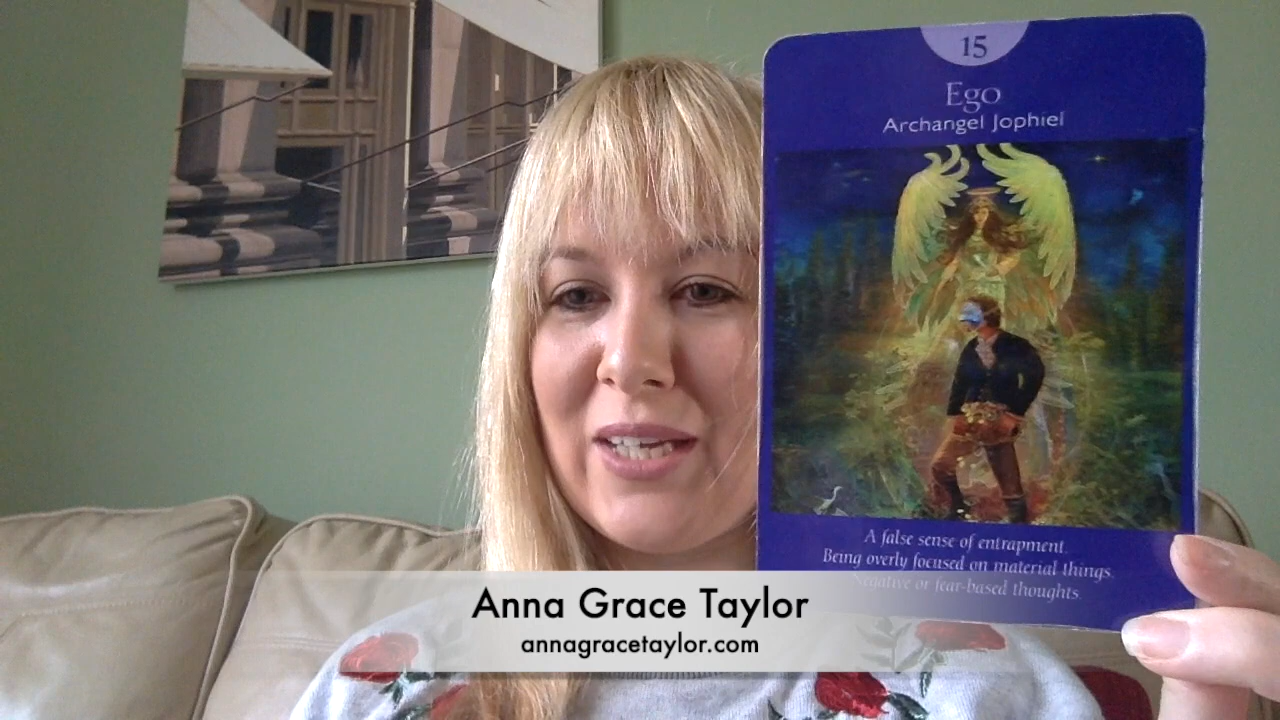 15
Ego
Archangel Jophiel
A false sense of entrapment.
Being overly focused on material things.
Negative or fear-based thoughts.
Anna Grace Taylor
annagracetaylor.com